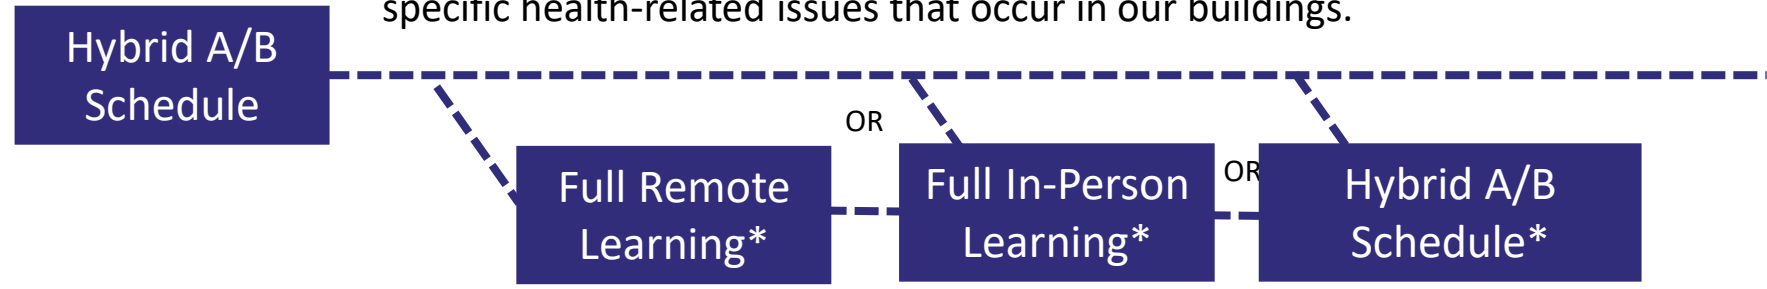 specific health-related issues that occur in our buildings.
Hybrid A/B
Schedule
OR
Full Remote
Learning*
Full In-Person
Learning*
OR
Hybrid A/B
Schedule*